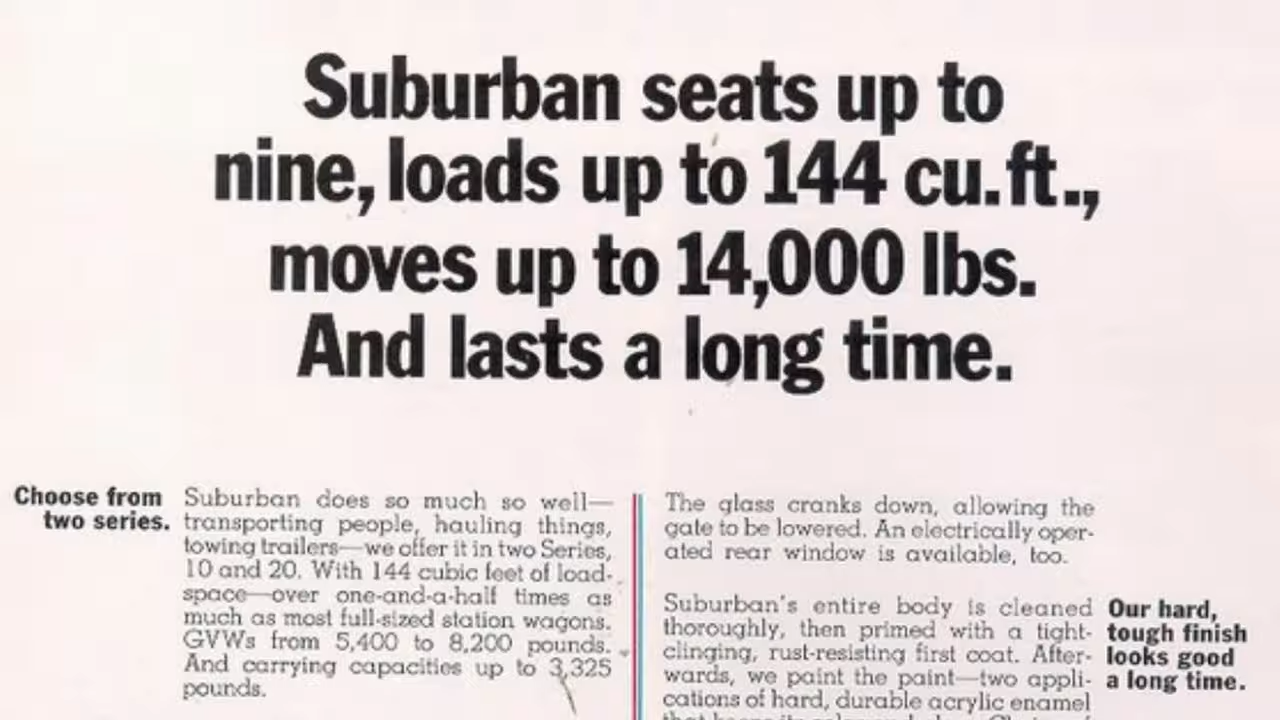 Suburban seats up to
nine, loads up to 144 cu. ft.,
moves up to 14,000 lbs.
And lasts a long time.
Choose from
two series.
Suburban does so much so well—
transporting people, hauling things,
towing trailers—we offer it in two Series,
10 and 20. With 144 cubic feet of load-
space—over one-and-a-half times as
much as most full-sized station wagons.
GVWs from 5,400 to 8,200 pounds.
And carrying capacities up to 3,325
pounds.
The glass cranks down, allowing the
gate to be lowered. An electrically oper-
ated rear window is available, too.
Suburban's entire body is cleaned
thoroughly, then primed with a tight-
clinging, rust-resisting first coat. After-
wards, we paint the paint—two appli-
cations of hard, durable acrylic enamel
that keeps its
Our hard,
tough finish
looks good
a long time.